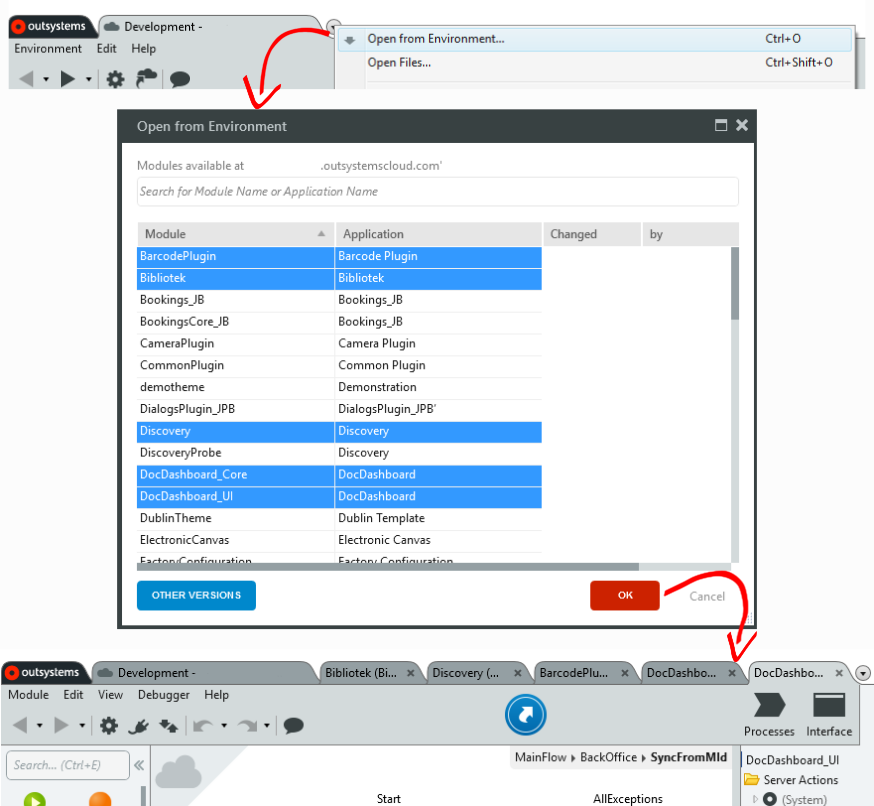 outsystems Development -
Environment Edit Help
Open from Environment... Ctrl+O
Open Files... Ctrl+Shift+O
Open from Environment
Modules available at .outsystemscloud.com'
Search for Module Name or Application Name
Module Application Changed by
BarcodePlugin Barcode Plugin
Bibliotek Bibliotek
Bookings_JB Bookings_JB
BookingsCore_JB Bookings_JB
CameraPlugin Camera Plugin
CommonPlugin Common Plugin
demotheme Demonstration
DialogsPlugin_JPB DialogsPlugin_JPB'
Discovery Discovery
DiscoveryProbe Discovery
DocDashboard_Core DocDashboard
DocDashboard_UI DocDashboard
DublinTheme Dublin Template
ElectronicCanvas Electronic Canvas
FactoryConfiguration Factory Configuration
OTHER VERSIONS OK Cancel
outsystems Development - Bibliotek (Bi... Discovery (... BarcodePlu... DocDashbo... DocDashbo...
Module Edit View Debugger Help
Processes Interface
Search... (Ctrl+E)
MainFlow BackOffice SyncFromMld
DocDashboard_UI
Server Actions
(System)
Start AllExceptions